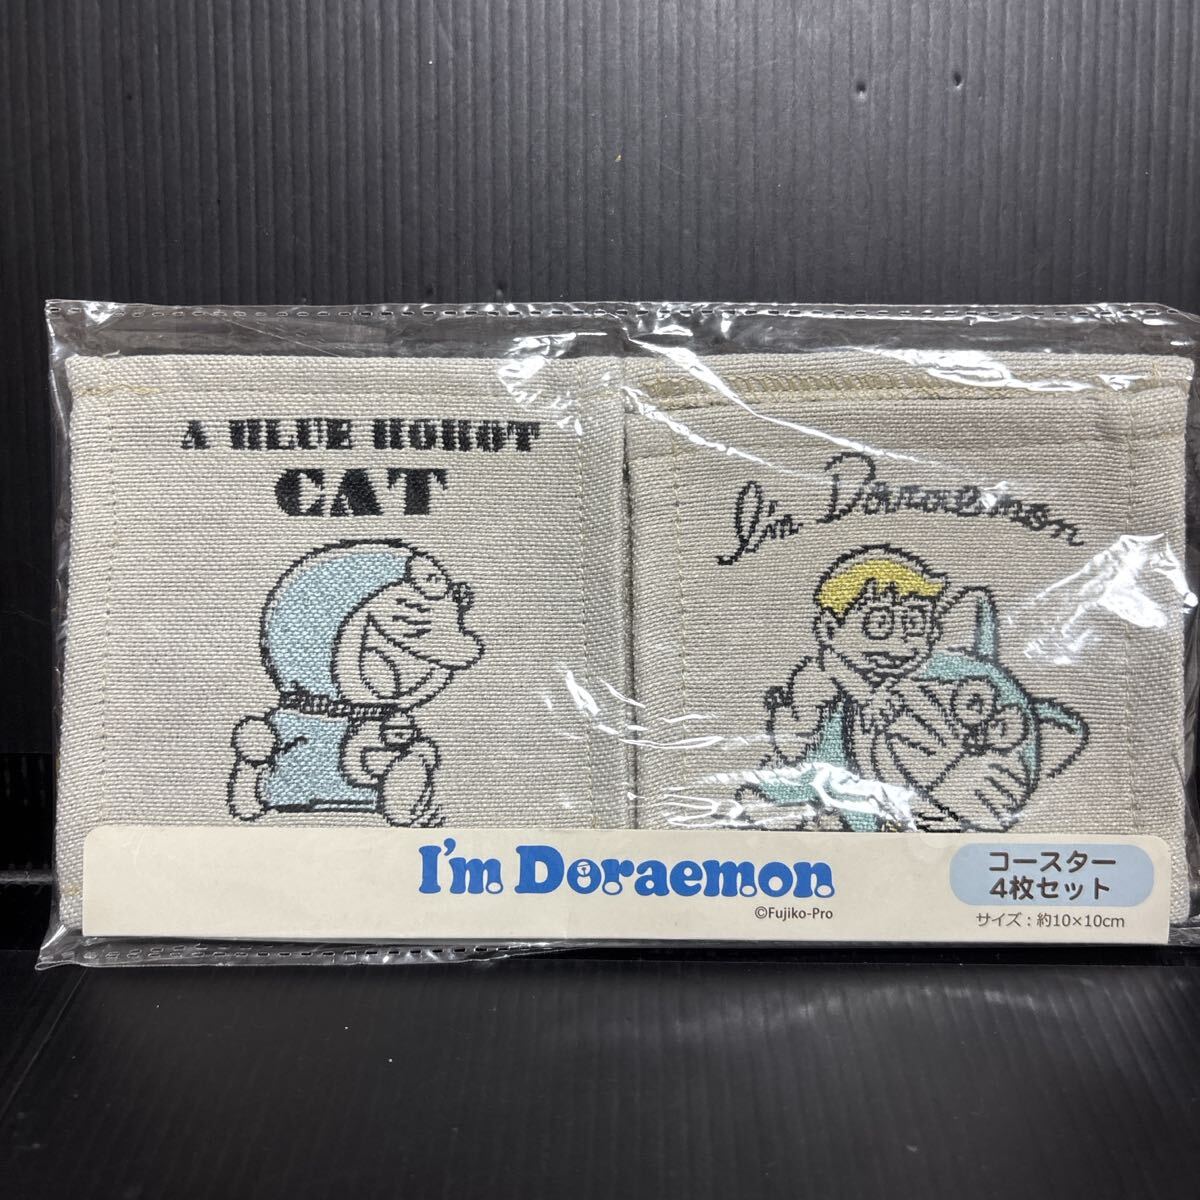 A BLUE ROBOT
CAT
I'm Doraemon
I'm Doraemon
©Fujiko-Pro
コースター
4枚セット
サイズ：約10×10cm